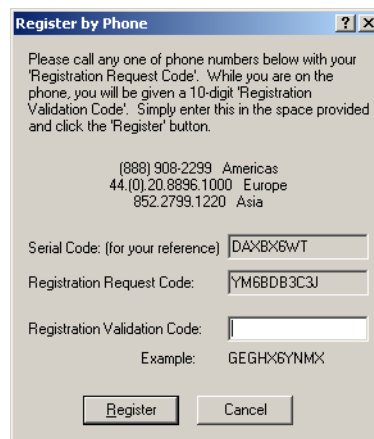 Register by Phone ? x
Please call any one of phone numbers below with your
'Registration Request Code'. While you are on the
phone, you will be given a 10-digit 'Registration
Validation Code'. Simply enter this in the space provided
and click the 'Register' button.
(888) 908-2299 Americas
44.(0).20.8896.1000 Europe
852.2799.1220 Asia
Serial Code: (for your reference) DAXBX6WT
Registration Request Code: YM6BDB3C3J
Registration Validation Code:
Example: GEGHX6YNMX
Register Cancel